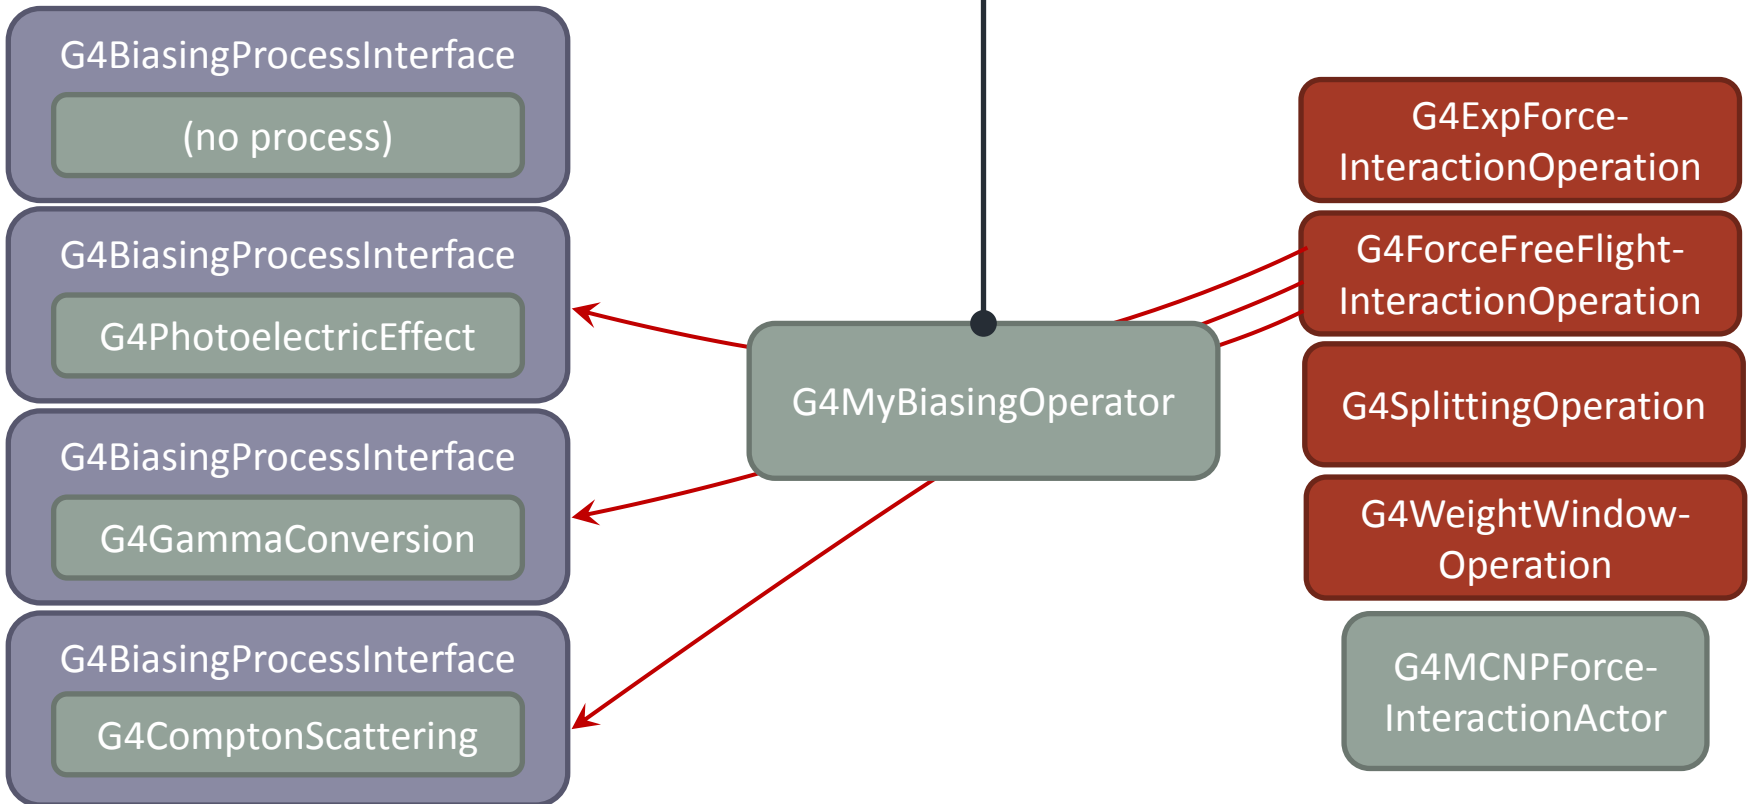 G4BiasingProcessInterface
(no process)
G4BiasingProcessInterface
G4PhotoelectricEffect
G4BiasingProcessInterface
G4GammaConversion
G4BiasingProcessInterface
G4ComptonScattering
G4MyBiasingOperator
G4ExpForce-
InteractionOperation
G4ForceFreeFlight-
InteractionOperation
G4SplittingOperation
G4WeightWindow-
Operation
G4MCNPForce-
InteractionActor